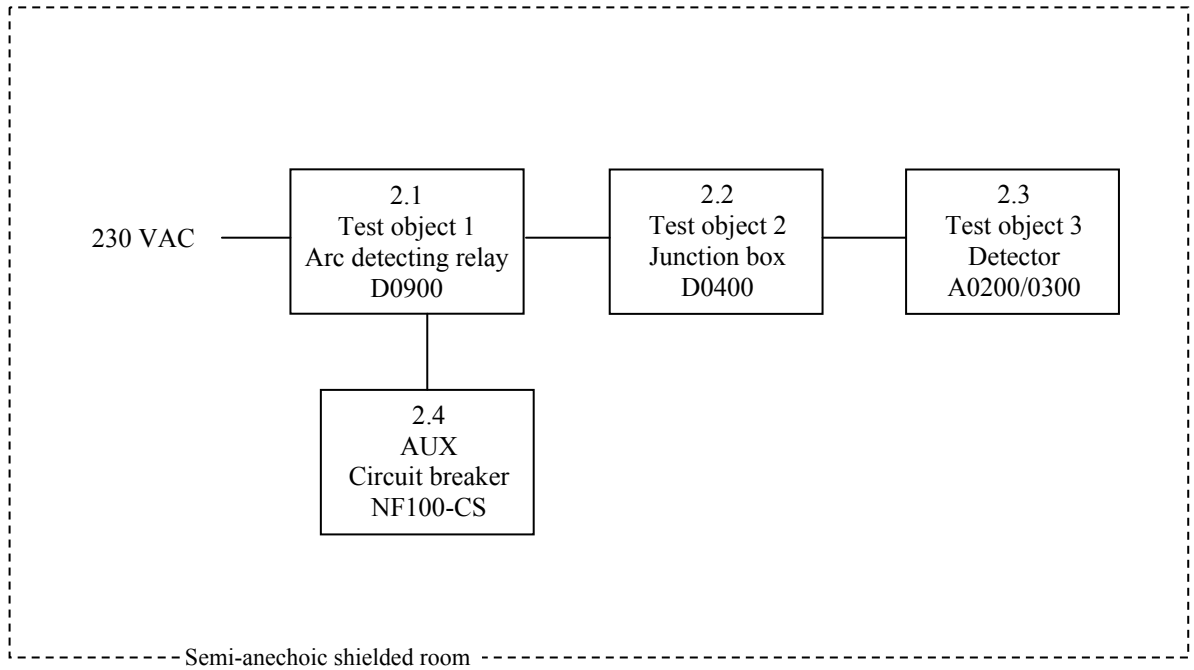 230 VAC
2.1
Test object 1
Arc detecting relay
D0900
2.2
Test object 2
Junction box
D0400
2.3
Test object 3
Detector
A0200/0300
2.4
AUX
Circuit breaker
NF100-CS
Semi-anechoic shielded room